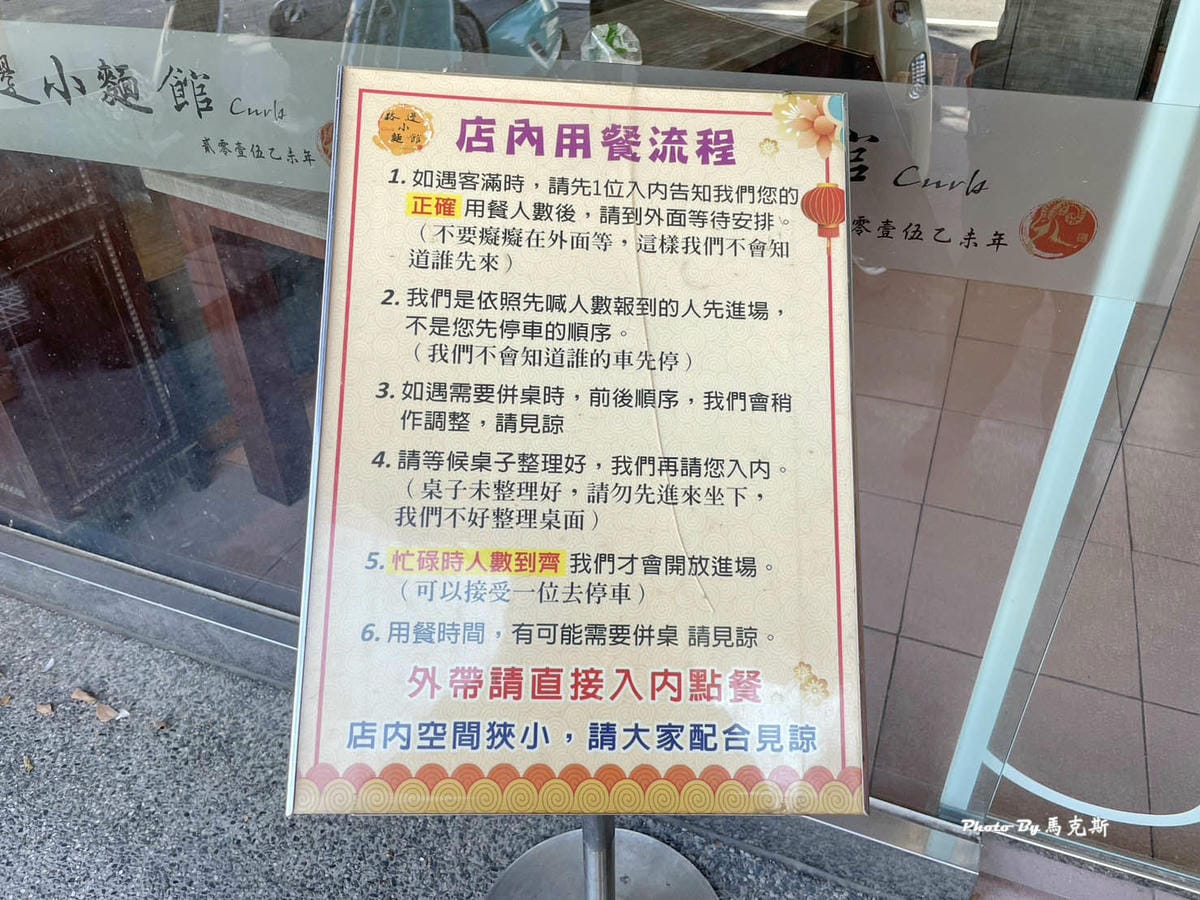 小麵館 Curls
貳零壹伍乙未年
路邊
小
麵館
店內用餐流程
1. 如遇客滿時，請先1位入內告知我們您的
正確 用餐人數後，請到外面等待安排。
（不要癡癡在外面等，這樣我們不會知
道誰先來）
2. 我們是依照先喊人數報到的人先進場，
不是您先停車的順序。
（我們不會知道誰的車先停）
3. 如遇需要併桌時，前後順序，我們會稍
作調整，請見諒
4. 請等候桌子整理好，我們再請您入內。
（桌子未整理好，請勿先進來坐下，
我們不好整理桌面）
5. 忙碌時人數到齊 我們才會開放進場。
（可以接受一位去停車）
6. 用餐時間，有可能需要併桌 請見諒。
外帶請直接入內點餐
店內空間狹小，請大家配合見諒
Curls
零壹伍乙未年
Photo By 馬克斯